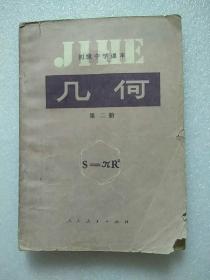 JIHE
初级中学课本
几何
第二册
S=πR²
人民教育出版社